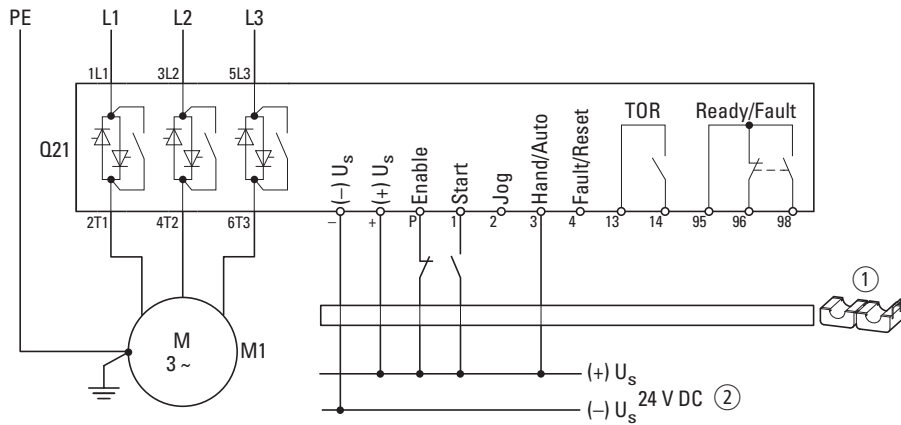 PE L1 L2 L3
1L1 3L2 5L3
TOR Ready/Fault
Q21
(–) Us (+) Us Enable Start Jog Hand/Auto Fault/Reset
2T1 4T2 6T3 – + P 1 2 3 4 13 14 95 96 98
1
M
3 ~
M1
(+) Us
24 V DC 2
(–) Us